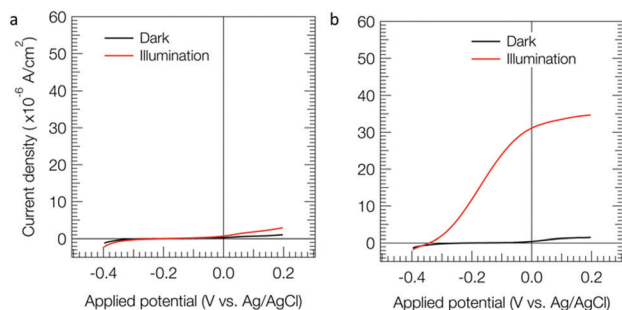 a
60
50
40
30
20
10
0
Current density ( x10⁻⁶ A/cm²)
Dark
Illumination
-0.4 -0.2 0.0 0.2
Applied potential (V vs. Ag/AgCl)
b
60
50
40
30
20
10
0
Dark
Illumination
-0.4 -0.2 0.0 0.2
Applied potential (V vs. Ag/AgCl)